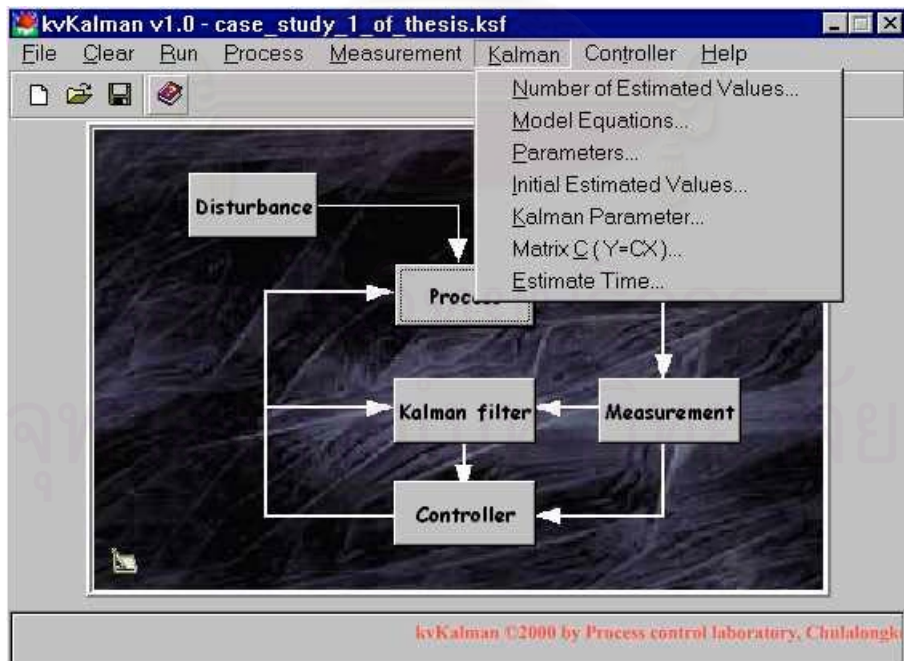 kvKalman v1.0 - case_study_1_of_thesis.ksf
File Clear Run Process Measurement Kalman Controller Help
Number of Estimated Values...
Model Equations...
Parameters...
Initial Estimated Values...
Kalman Parameter...
Matrix C ( Y=CX )...
Estimate Time...
Disturbance
Kalman filter
Measurement
Controller
kvKalman ©2000 by Process control laboratory,